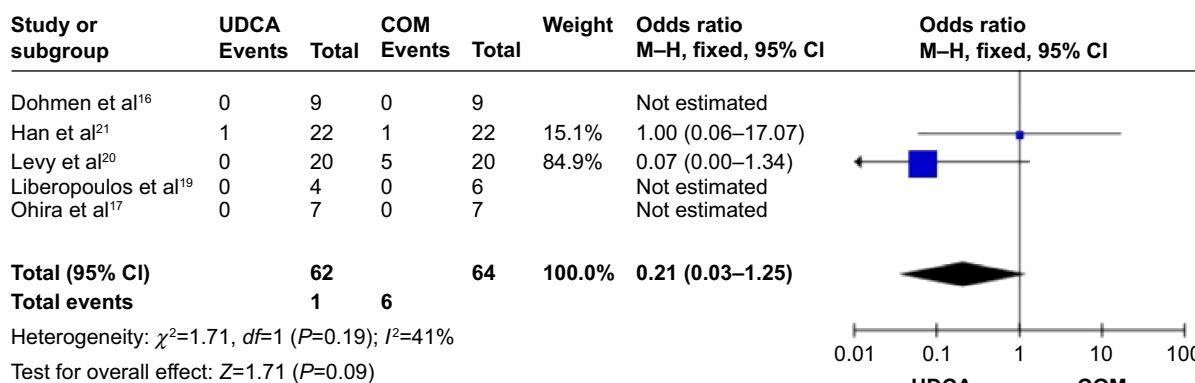 Study or subgroup UDCA Events Total COM Events Total Weight Odds ratio M–H, fixed, 95% CI Odds ratio M–H, fixed, 95% CI
Dohmen et al16 0 9 0 9 Not estimated
Han et al21 1 22 1 22 15.1% 1.00 (0.06–17.07)
Levy et al20 0 20 5 20 84.9% 0.07 (0.00–1.34)
Liberopoulos et al19 0 4 0 6 Not estimated
Ohira et al17 0 7 0 7 Not estimated
Total (95% CI) 62 64 100.0% 0.21 (0.03–1.25)
Total events 1 6
Heterogeneity: χ2=1.71, df=1 (P=0.19); I2=41%
Test for overall effect: Z=1.71 (P=0.09)
0.01 0.1 1 10 100
UDCA COM